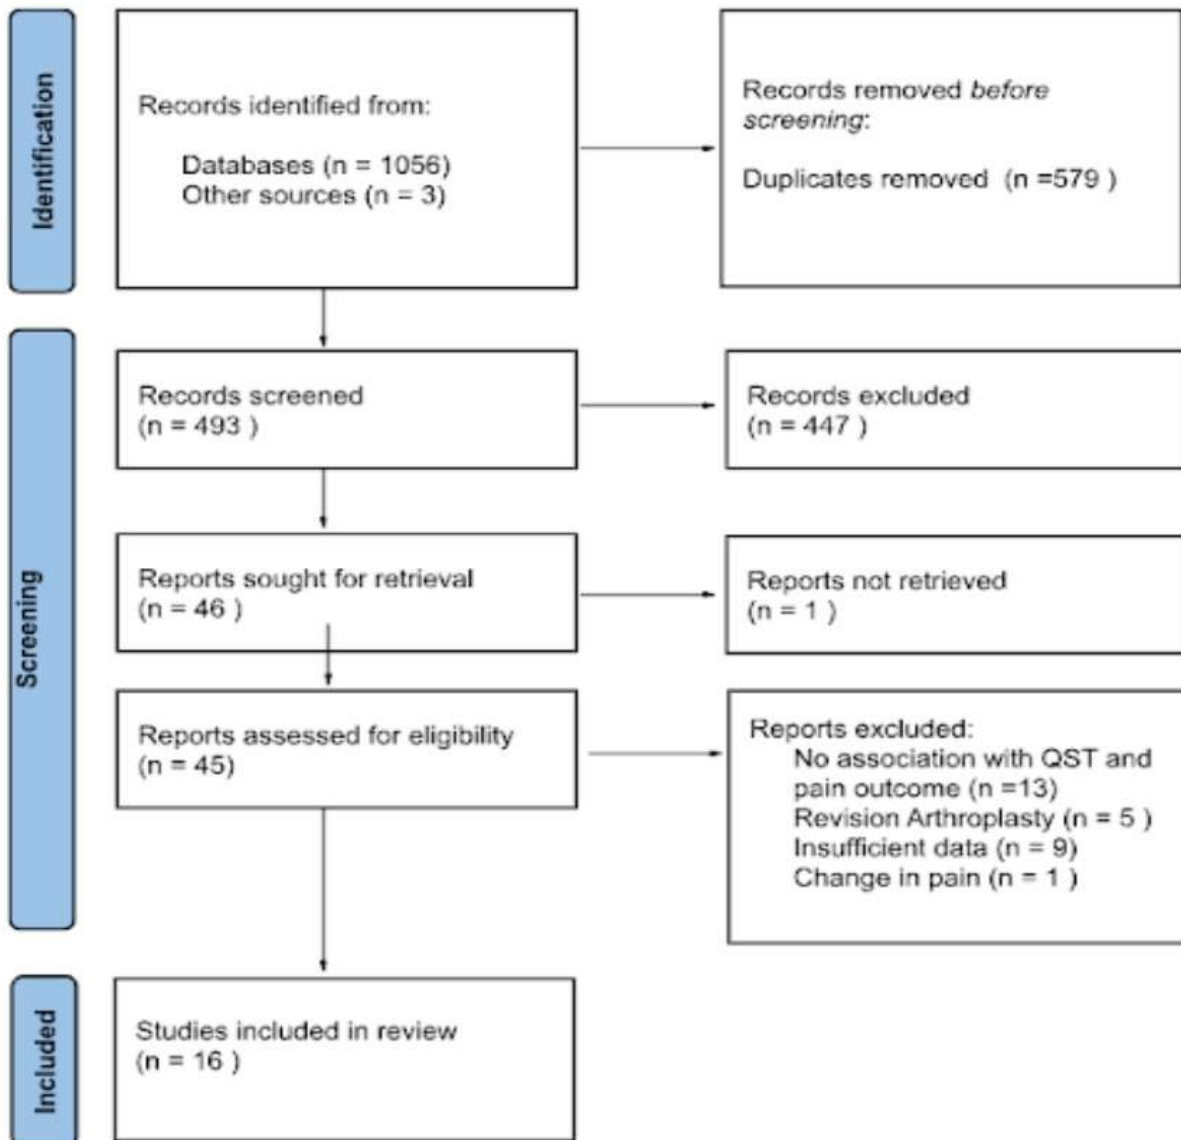 Identification
Records identified from:
Databases (n = 1056)
Other sources (n = 3)
Records removed before
screening:
Duplicates removed (n =579 )
Screening
Records screened
(n = 493 )
Records excluded
(n = 447 )
Reports sought for retrieval
(n = 46 )
Reports not retrieved
(n = 1 )
Reports assessed for eligibility
(n = 45)
Reports excluded:
No association with QST and
pain outcome (n =13)
Revision Arthroplasty (n = 5 )
Insufficient data (n = 9)
Change in pain (n = 1 )
Included
Studies included in review
(n = 16 )